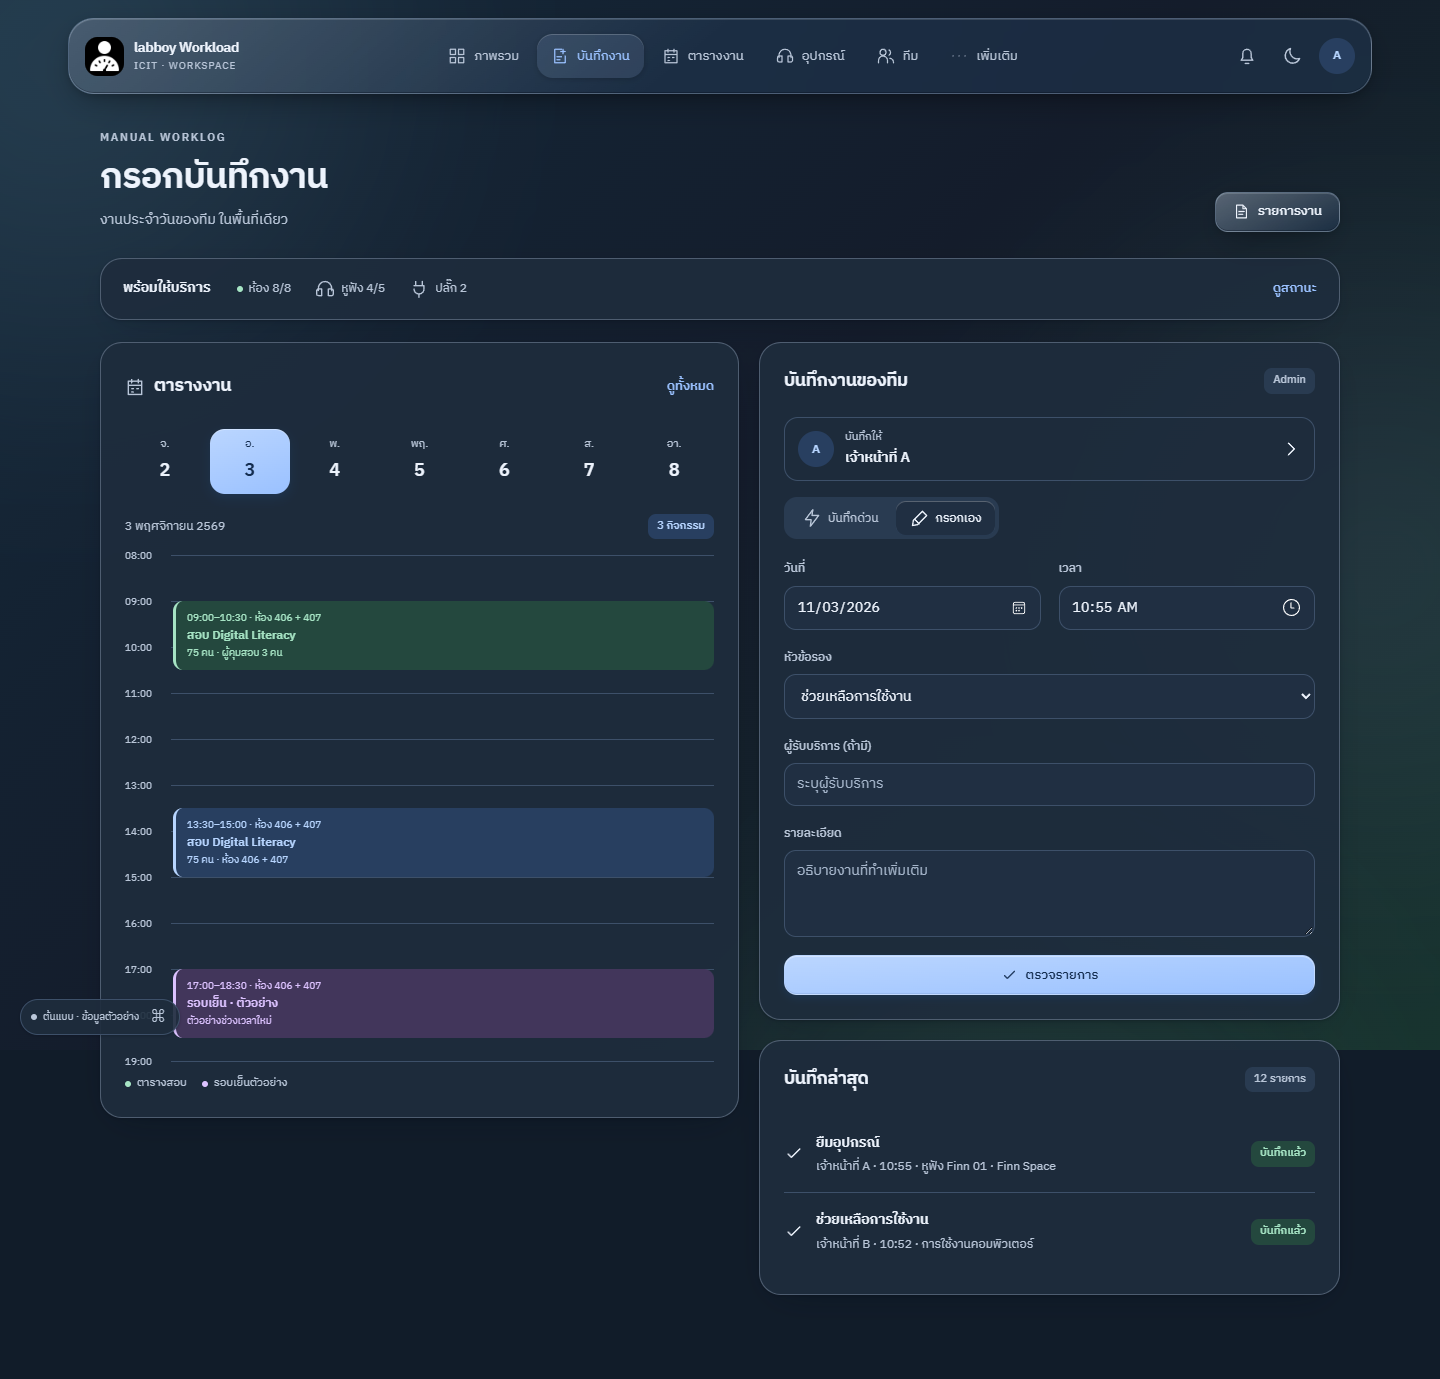 labboy Workload
ICIT · WORKSPACE
ภาพรวม
บันทึกงาน
ตารางงาน
อุปกรณ์
ทีม
··· เพิ่มเติม
A
MANUAL WORKLOG
กรอกบันทึกงาน
งานประจำวันของทีม ในพื้นที่เดียว
รายการงาน
พร้อมให้บริการ
ห้อง 8/8
หูฟัง 4/5
ปลั๊ก 2
ดูสถานะ
ตารางงาน
ดูทั้งหมด
จ.
2
อ.
3
พ.
4
พฤ.
5
ศ.
6
ส.
7
อา.
8
3 พฤศจิกายน 2569
3 กิจกรรม
08:00
09:00
09:00–10:30 · ห้อง 406 + 407
สอบ Digital Literacy
75 คน · ผู้คุมสอบ 3 คน
10:00
11:00
12:00
13:00
13:30–15:00 · ห้อง 406 + 407
สอบ Digital Literacy
75 คน · ห้อง 406 + 407
14:00
15:00
16:00
17:00
17:00–18:30 · ห้อง 406 + 407
รอบเย็น · ตัวอย่าง
ตัวอย่างช่วงเวลาใหม่
ต้นแบบ · ข้อมูลตัวอย่าง ⌘
19:00
ตารางสอบ
รอบเย็นตัวอย่าง
บันทึกงานของทีม
Admin
A
บันทึกให้
เจ้าหน้าที่ A
บันทึกด่วน
กรอกเอง
วันที่
เวลา
11/03/2026
10:55 AM
หัวข้อรอง
ช่วยเหลือการใช้งาน
ผู้รับบริการ (ถ้ามี)
ระบุผู้รับบริการ
รายละเอียด
อธิบายงานที่ทำเพิ่มเติม
ตรวจรายการ
บันทึกล่าสุด
12 รายการ
ยืมอุปกรณ์
เจ้าหน้าที่ A · 10:55 · หูฟัง Finn 01 · Finn Space
บันทึกแล้ว
ช่วยเหลือการใช้งาน
เจ้าหน้าที่ B · 10:52 · การใช้งานคอมพิวเตอร์
บันทึกแล้ว